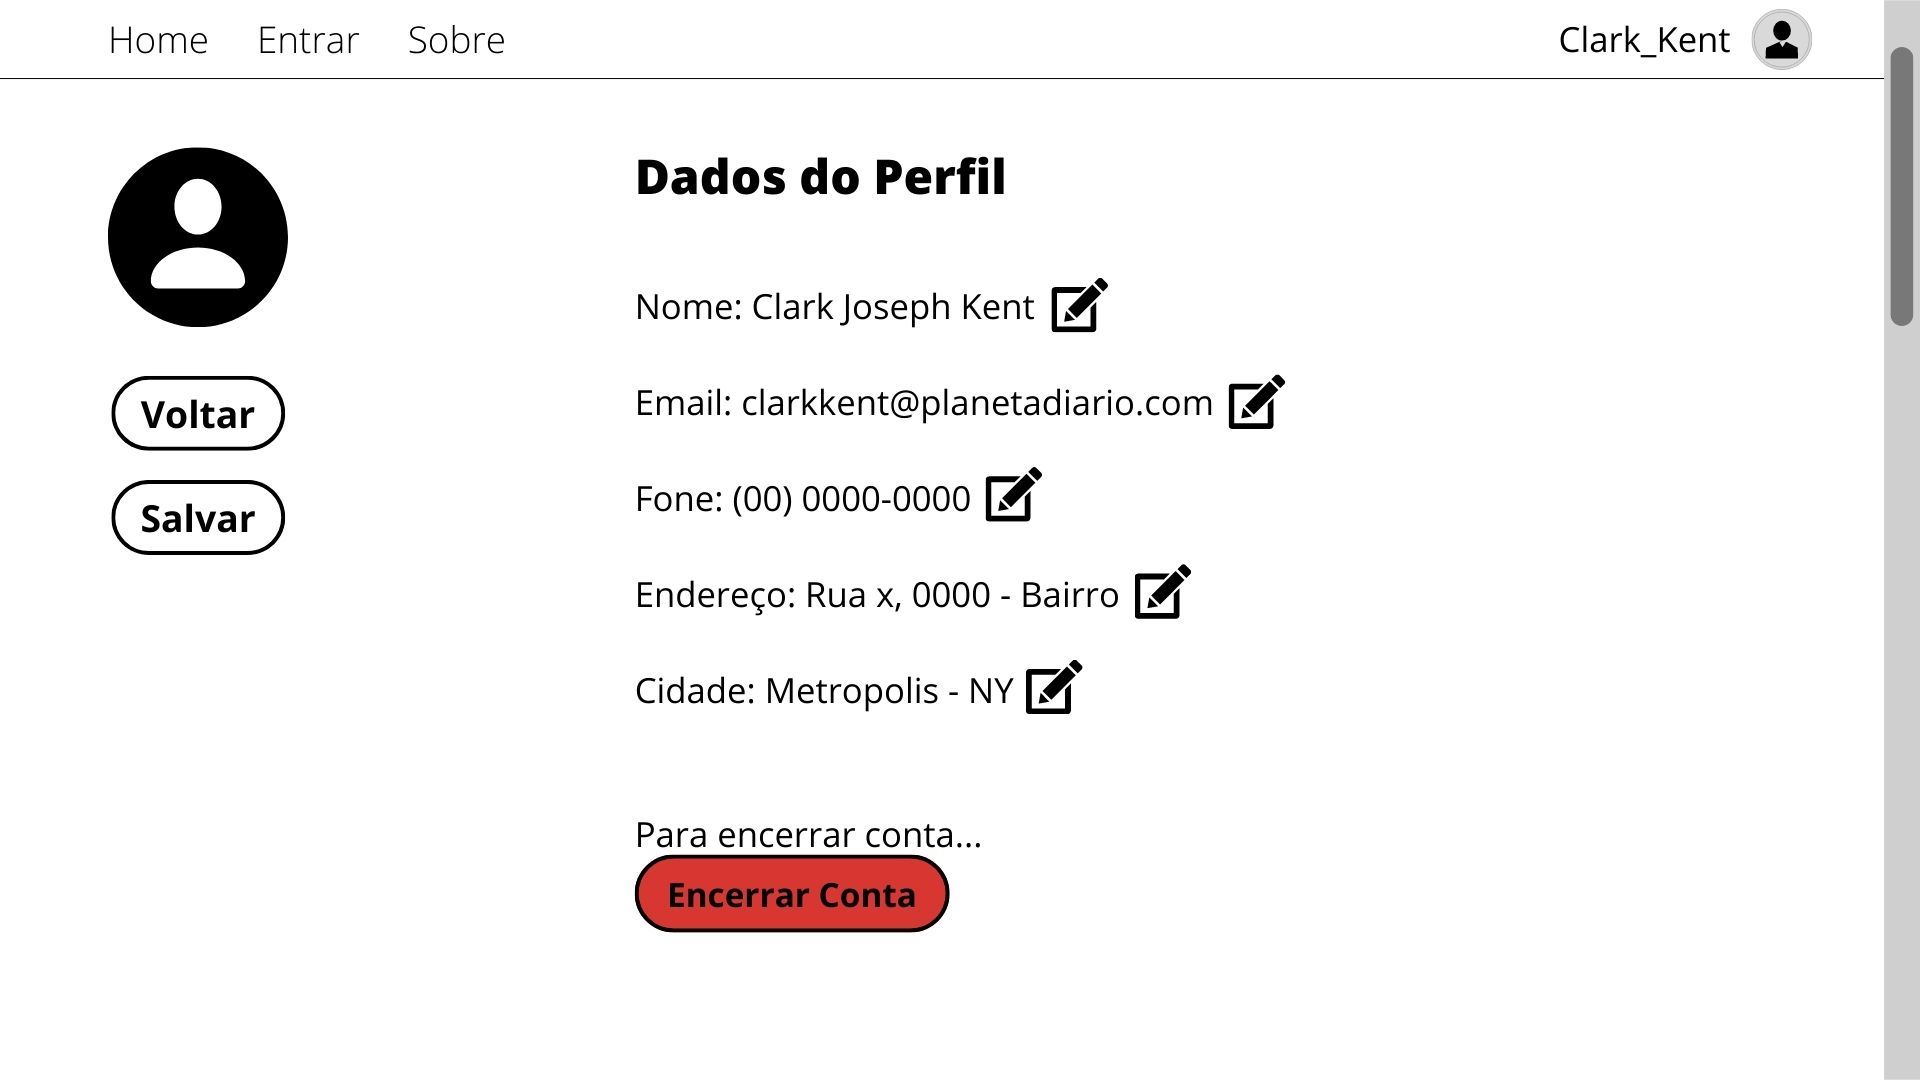 Home Entrar Sobre Clark_Kent
Dados do Perfil
Nome: Clark Joseph Kent
Email: clarkkent@planetadiario.com
Voltar
Fone: (00) 0000-0000
Salvar
Endereço: Rua x, 0000 - Bairro
Cidade: Metropolis - NY
Para encerrar conta...
Encerrar Conta